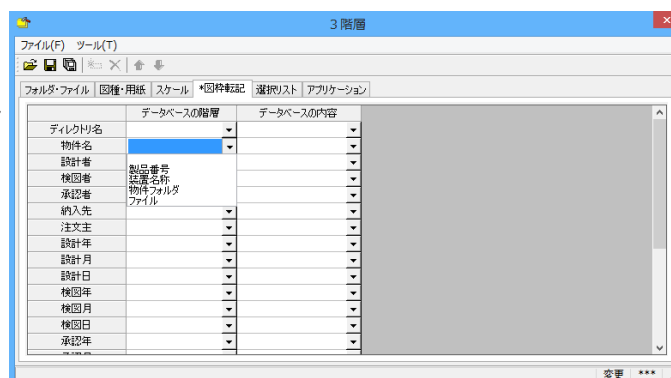 3階層
ファイル(F) ツール(T)
フォルダ・ファイル 図種・用紙 スケール *図枠転記 選択リスト アプリケーション
データベースの階層 データベースの内容
ディレクトリ名
物件名
設計者
製品番号
検図者
装置名称
承認者
物件フォルダ
ファイル
納入先
注文主
設計年
設計月
設計日
検図年
検図月
検図日
承認年
変更 ***